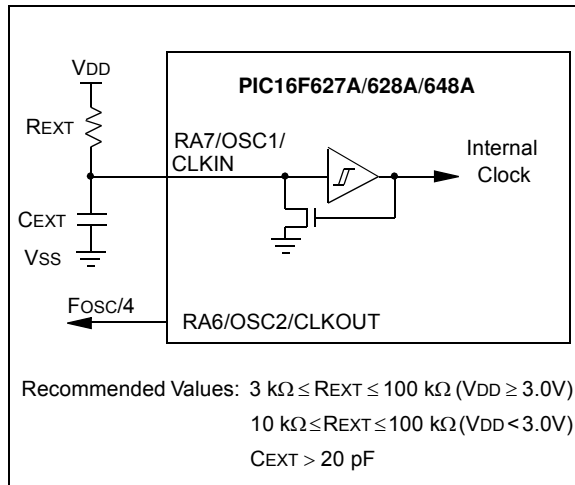 VDD
PIC16F627A/628A/648A
REXT
RA7/OSC1/
CLKIN
Internal
Clock
CEXT
VSS
FOSC/4
RA6/OSC2/CLKOUT
Recommended Values: 3 kΩ ≤ REXT ≤ 100 kΩ (VDD ≥ 3.0V)
10 kΩ ≤ REXT ≤ 100 kΩ (VDD < 3.0V)
CEXT > 20 pF